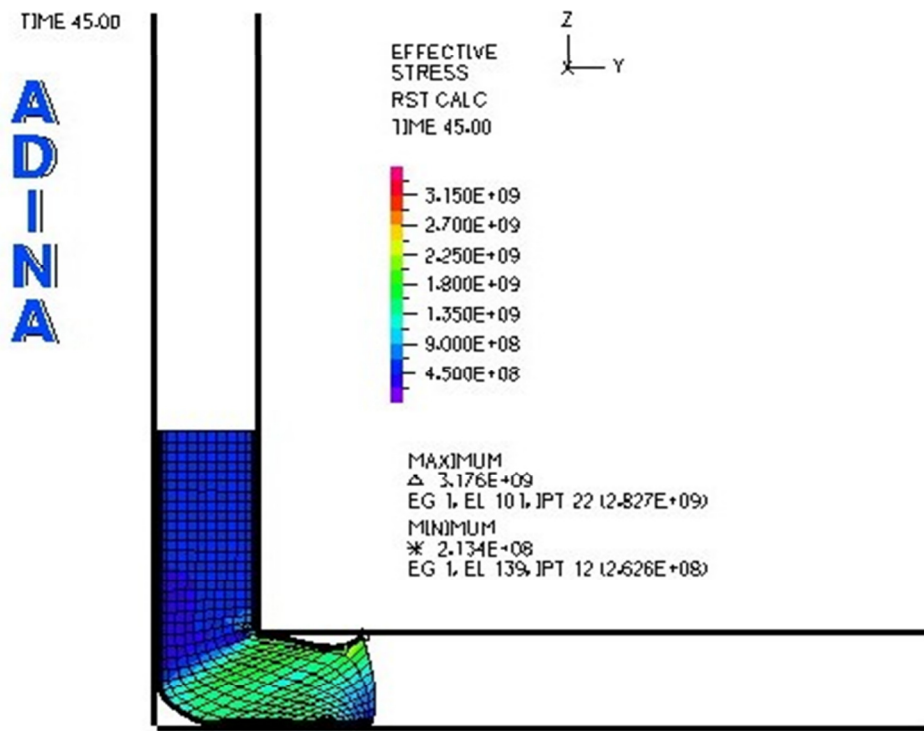 TIME 45.00
ADINA
EFFECTIVE
STRESS
RST CALC
TIME 45.00
Z
X
Y
3.150E+09
2.700E+09
2.250E+09
1.800E+09
1.350E+09
9.000E+08
4.500E+08
MAXIMUM
△ 3.176E+09
EG 1, EL 101, IPT 22 (2.827E+09)
MINIMUM
✳ 2.134E+08
EG 1, EL 139, IPT 12 (2.626E+08)